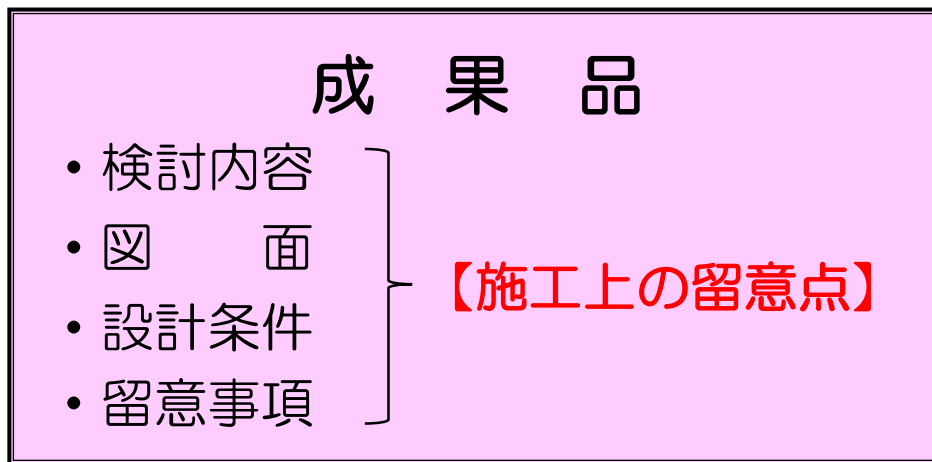 成　果　品
・検討内容
・図　　面
・設計条件
・留意事項
【施工上の留意点】